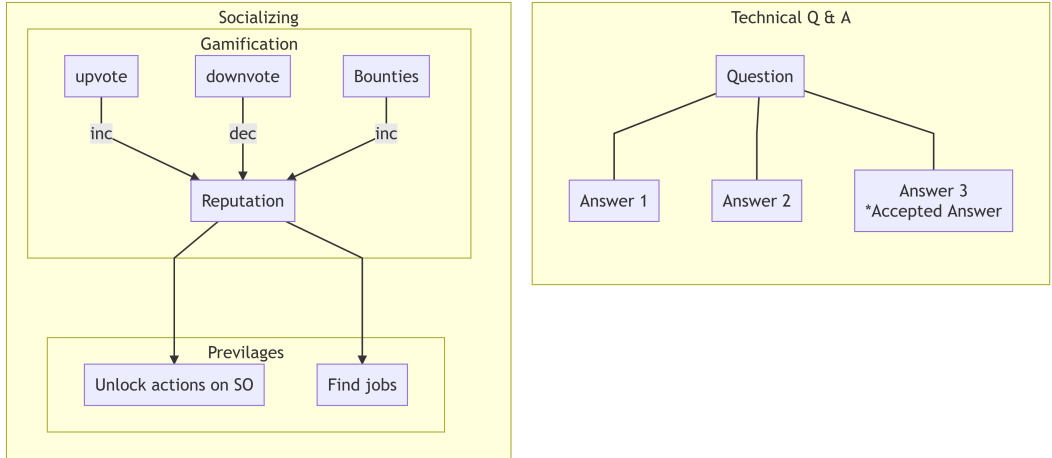 Socializing
Gamification
upvote
downvote
Bounties
inc
dec
inc
Reputation
Previlages
Unlock actions on SO
Find jobs
Technical Q & A
Question
Answer 1
Answer 2
Answer 3
*Accepted Answer